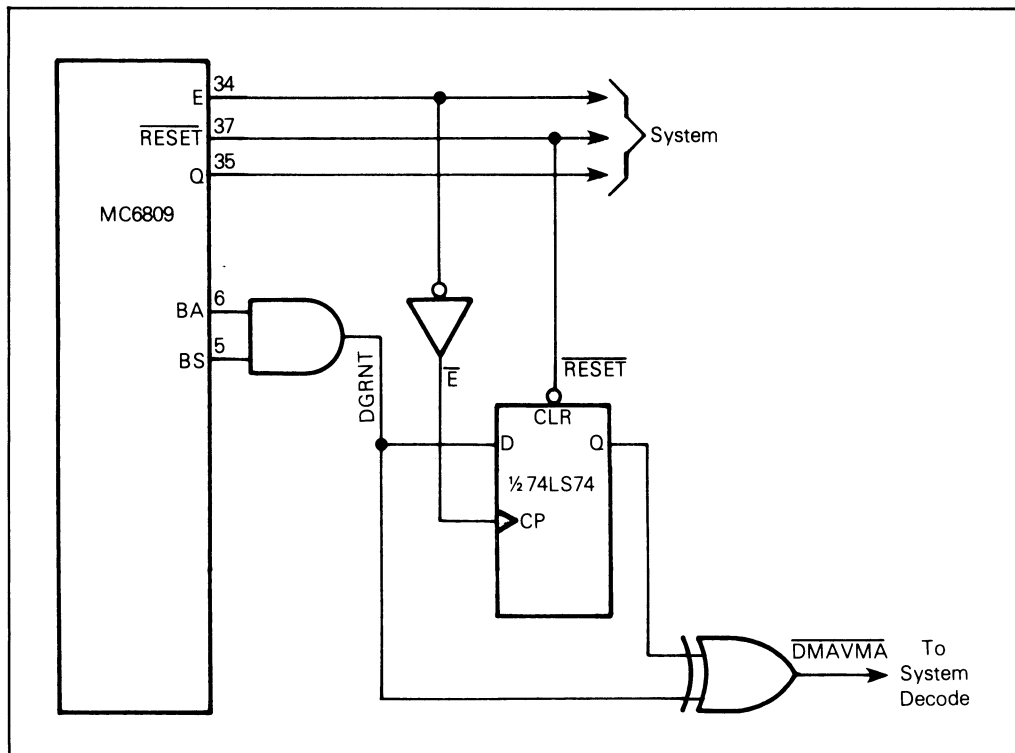 34
E
37
RESET
System
35
Q
MC6809
6
BA
5
BS
DGRNT
E
RESET
CLR
D
Q
½ 74LS74
CP
DMAVMA
To
System
Decode